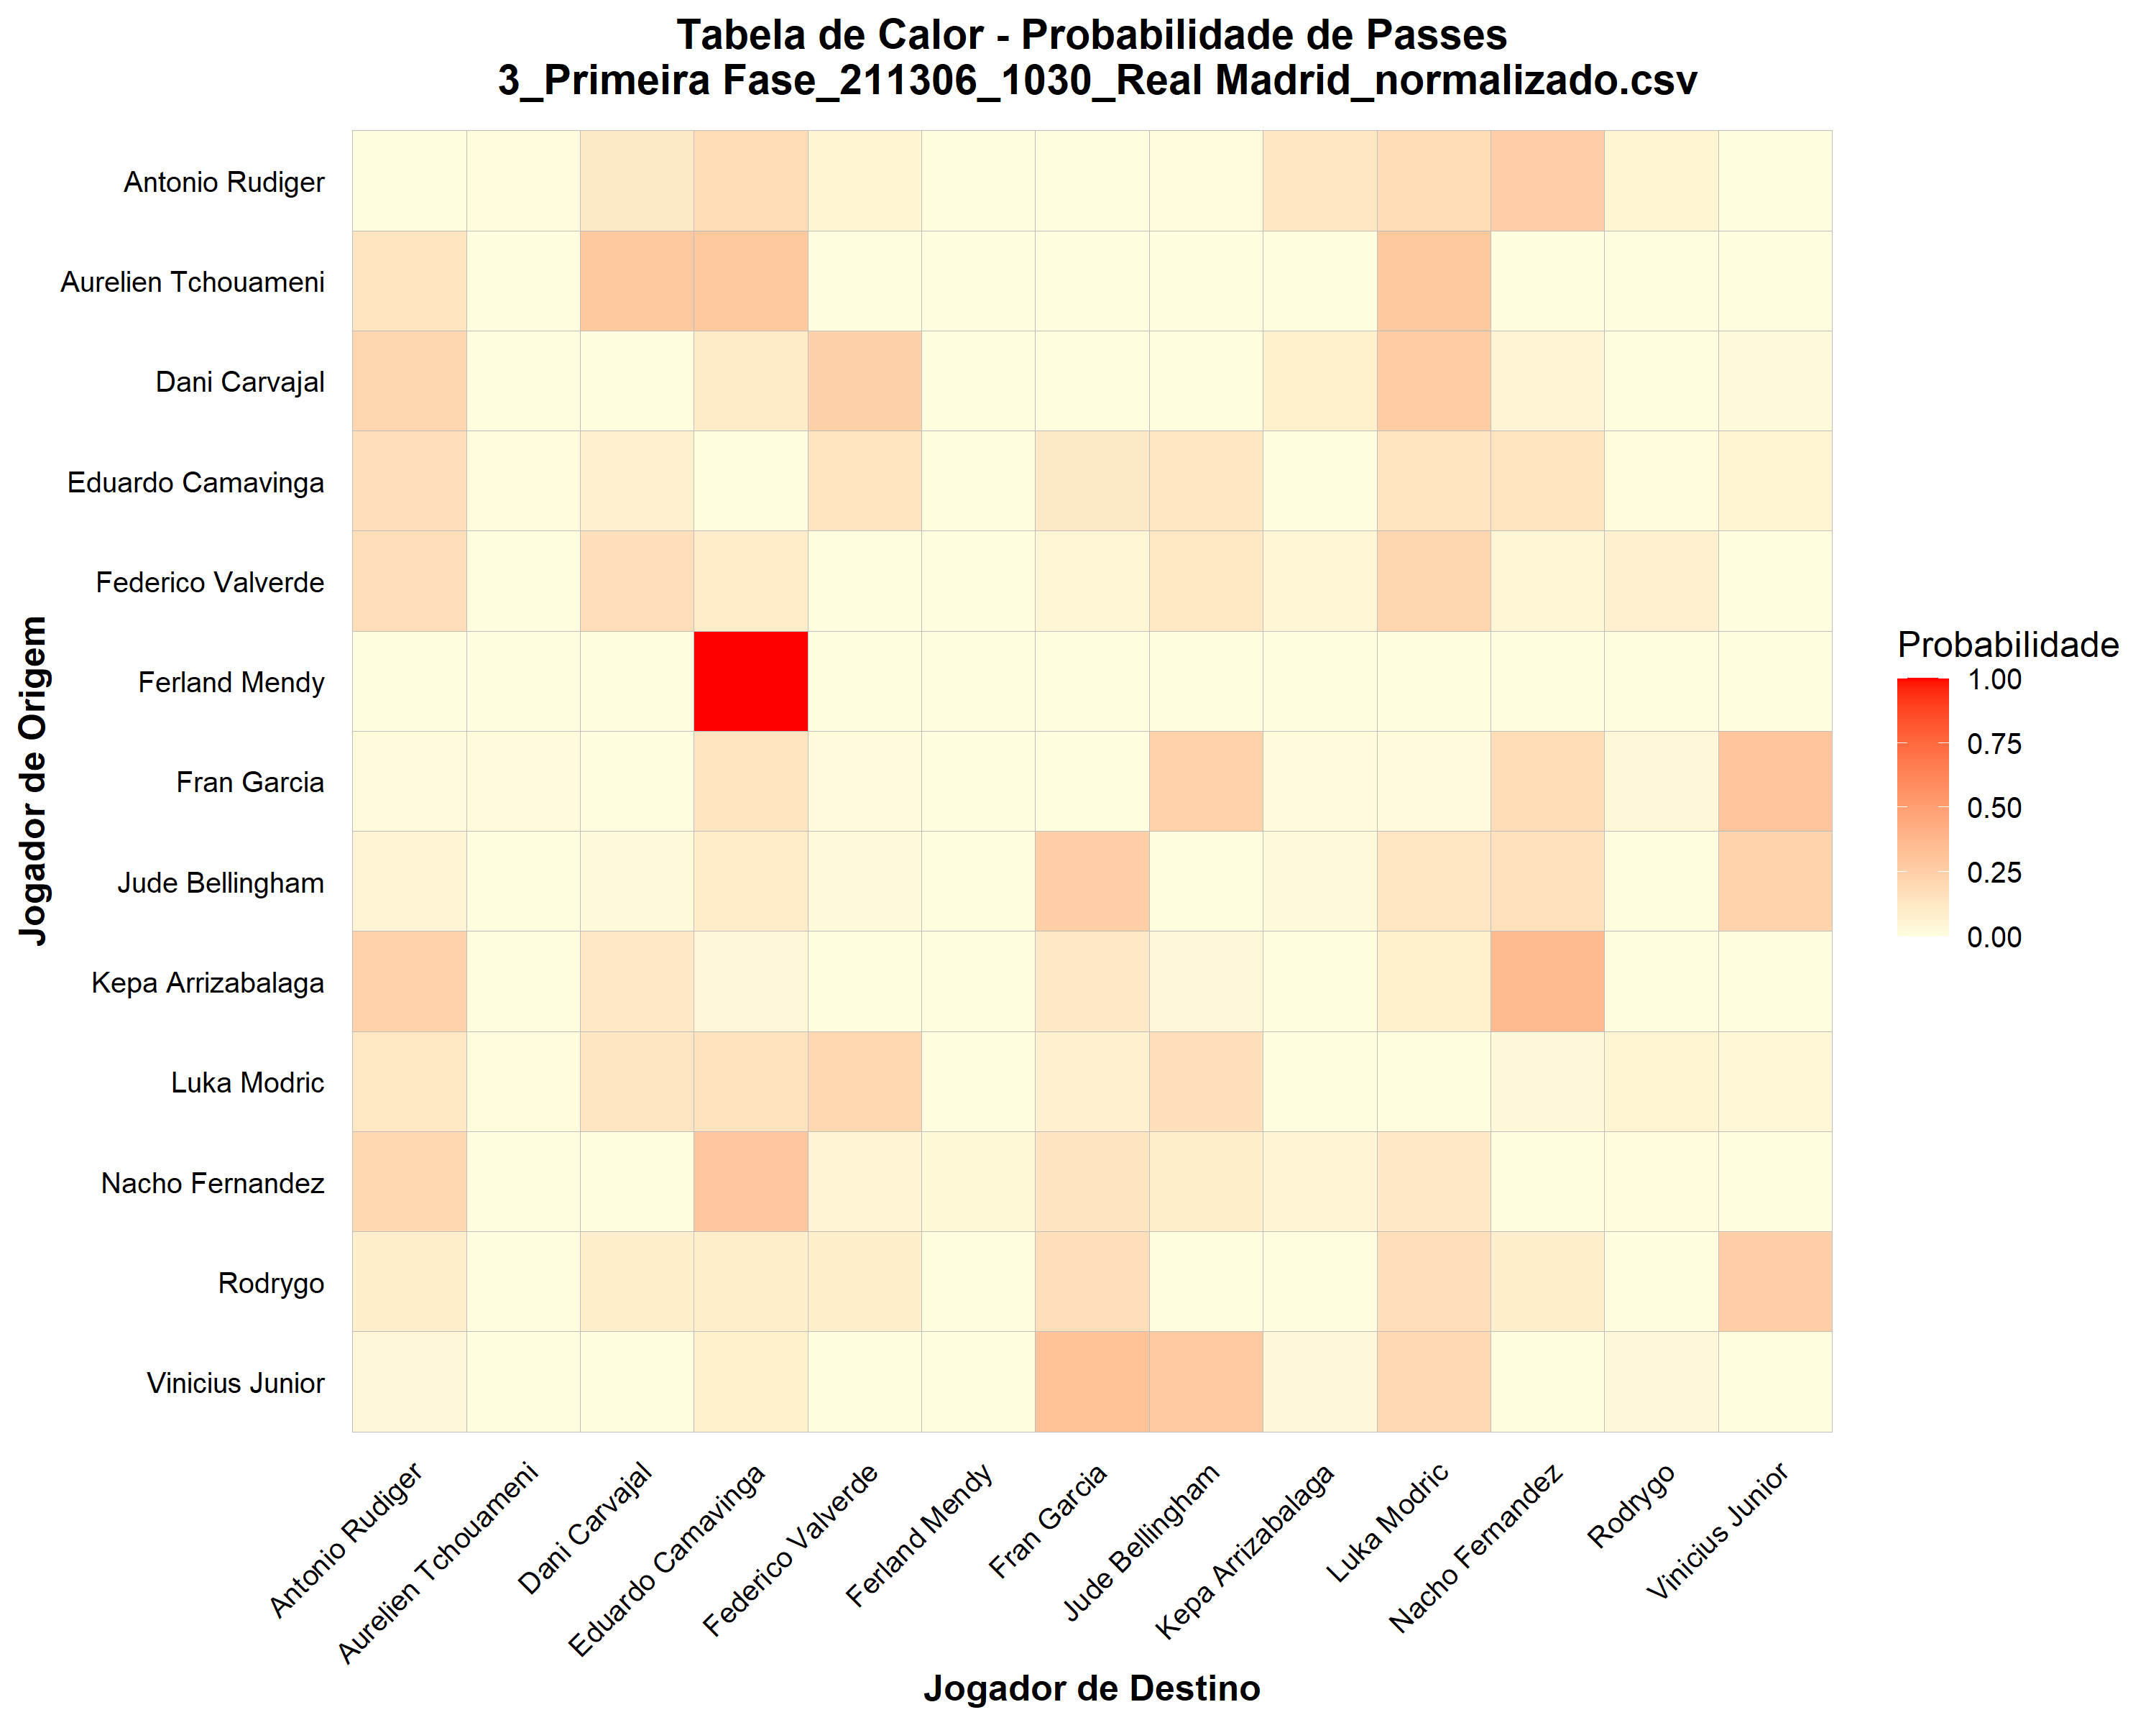 Tabela de Calor - Probabilidade de Passes
3_Primeira Fase_211306_1030_Real Madrid_normalizado.csv
Jogador de Origem
Antonio Rudiger
Aurelien Tchouameni
Dani Carvajal
Eduardo Camavinga
Federico Valverde
Ferland Mendy
Fran Garcia
Jude Bellingham
Kepa Arrizabalaga
Luka Modric
Nacho Fernandez
Rodrygo
Vinicius Junior
Antonio Rudiger
Aurelien Tchouameni
Dani Carvajal
Eduardo Camavinga
Federico Valverde
Ferland Mendy
Fran Garcia
Jude Bellingham
Kepa Arrizabalaga
Luka Modric
Nacho Fernandez
Rodrygo
Vinicius Junior
Jogador de Destino
Probabilidade
1.00
0.75
0.50
0.25
0.00